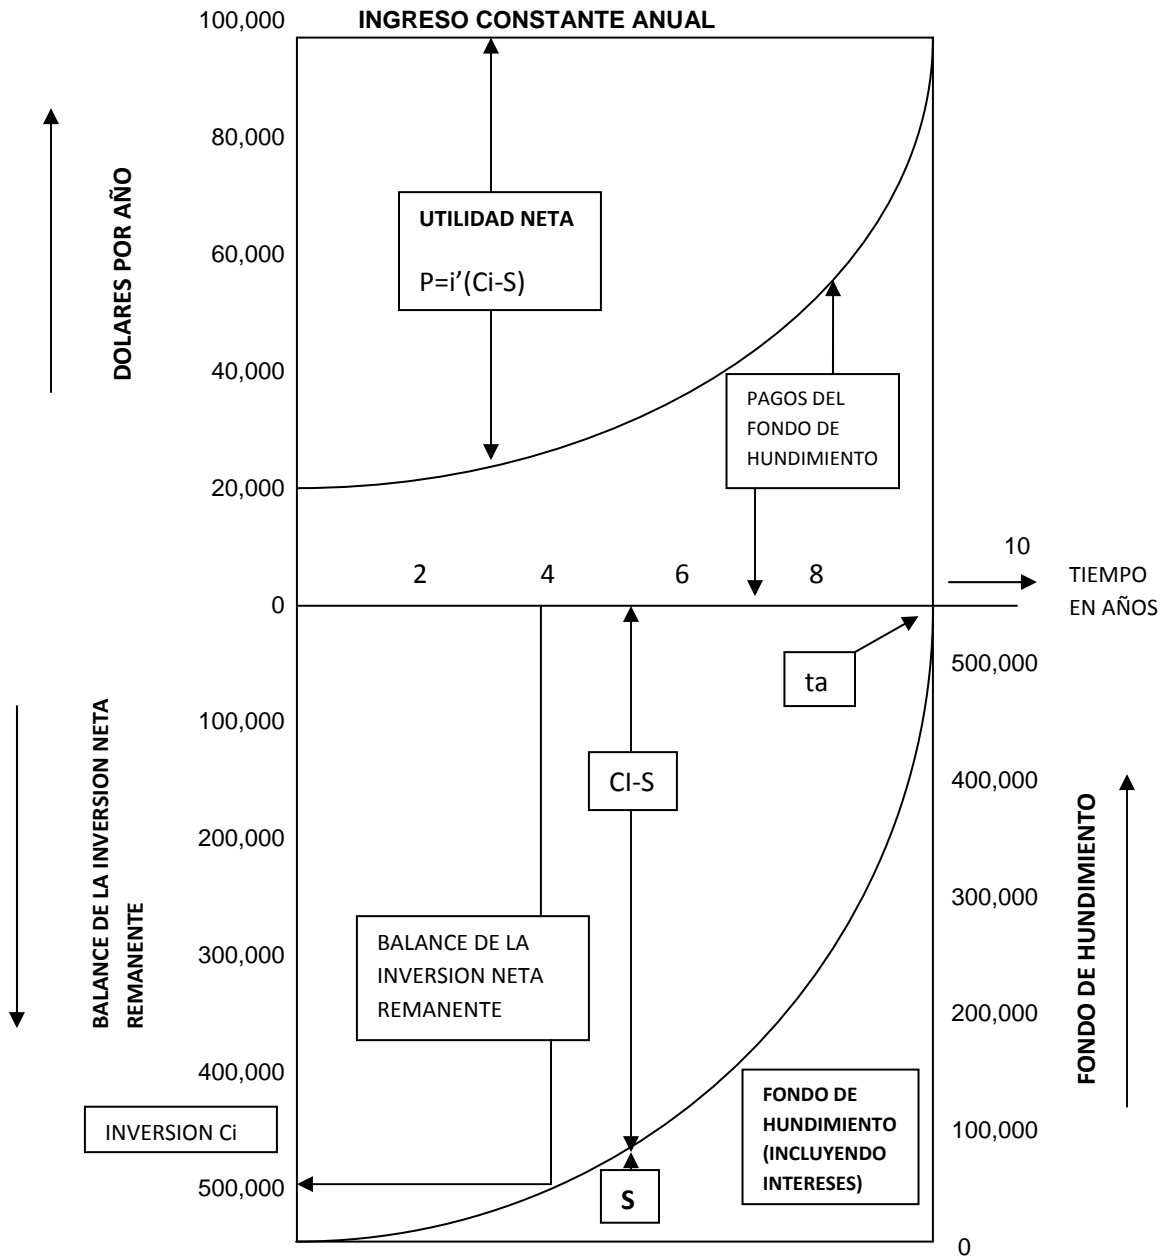 INGRESO CONSTANTE ANUAL
100,000
80,000
60,000
40,000
20,000
0
DOLARES POR AÑO
UTILIDAD NETA
P=i’(Ci-S)
PAGOS DEL
FONDO DE
HUNDIMIENTO
2 4 6 8 10
TIEMPO
EN AÑOS
ta
CI-S
BALANCE DE LA INVERSION NETA
REMANENTE
100,000
200,000
300,000
400,000
500,000
BALANCE DE LA
INVERSION NETA
REMANENTE
INVERSION Ci
S
FONDO DE
HUNDIMIENTO
(INCLUYENDO
INTERESES)
500,000
400,000
300,000
200,000
100,000
0
FONDO DE HUNDIMIENTO